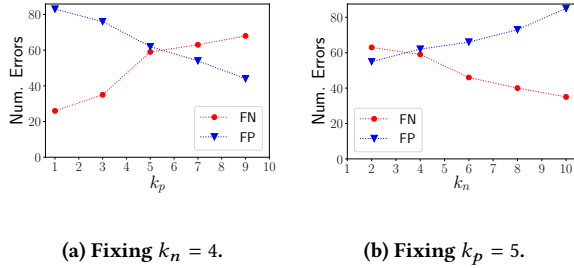 80
60
40
20
0
Num. Errors
FN
FP
1 2 3 4 5 6 7 8 9 10
k_p
(a) Fixing k_n = 4.
80
60
40
20
0
Num. Errors
FN
FP
1 2 3 4 5 6 7 8 9 10
k_n
(b) Fixing k_p = 5.